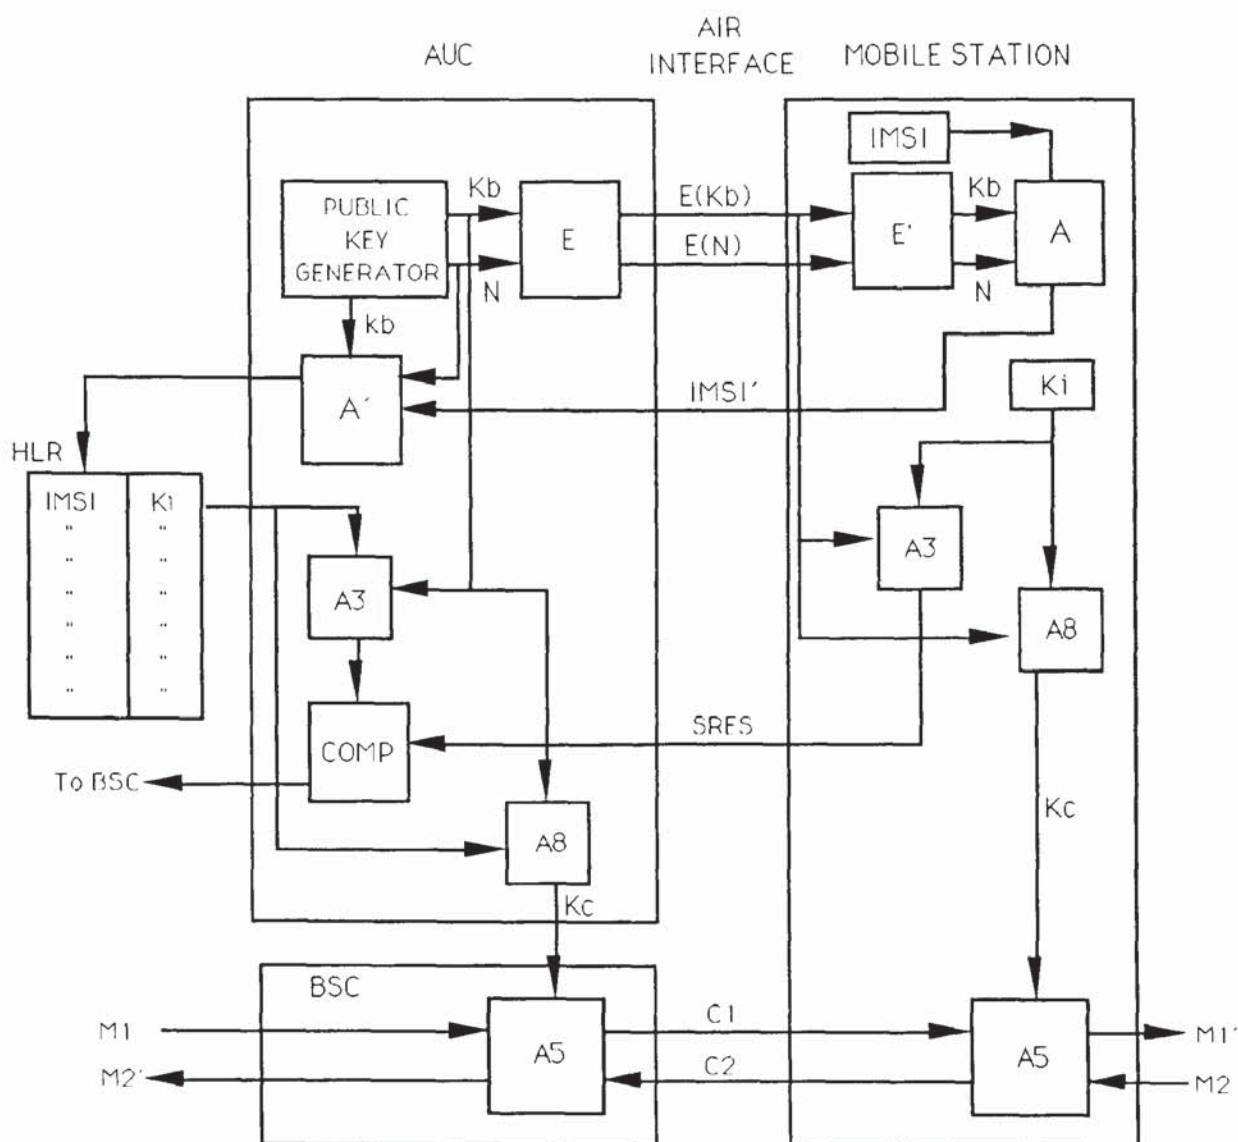 AUC
AIR
INTERFACE
MOBILE STATION
IMSI
PUBLIC
KEY
GENERATOR
Kb
N
E
E(Kb)
E(N)
E'
Kb
N
A
kb
A'
IMSI'
Ki
HLR
IMSI Ki
" "
" "
" "
" "
" "
" "
A3
A3
A8
COMP
SRES
To BSC
A8
Kc
Kc
BSC
M1
A5
C1
A5
M1'
M2'
C2
M2